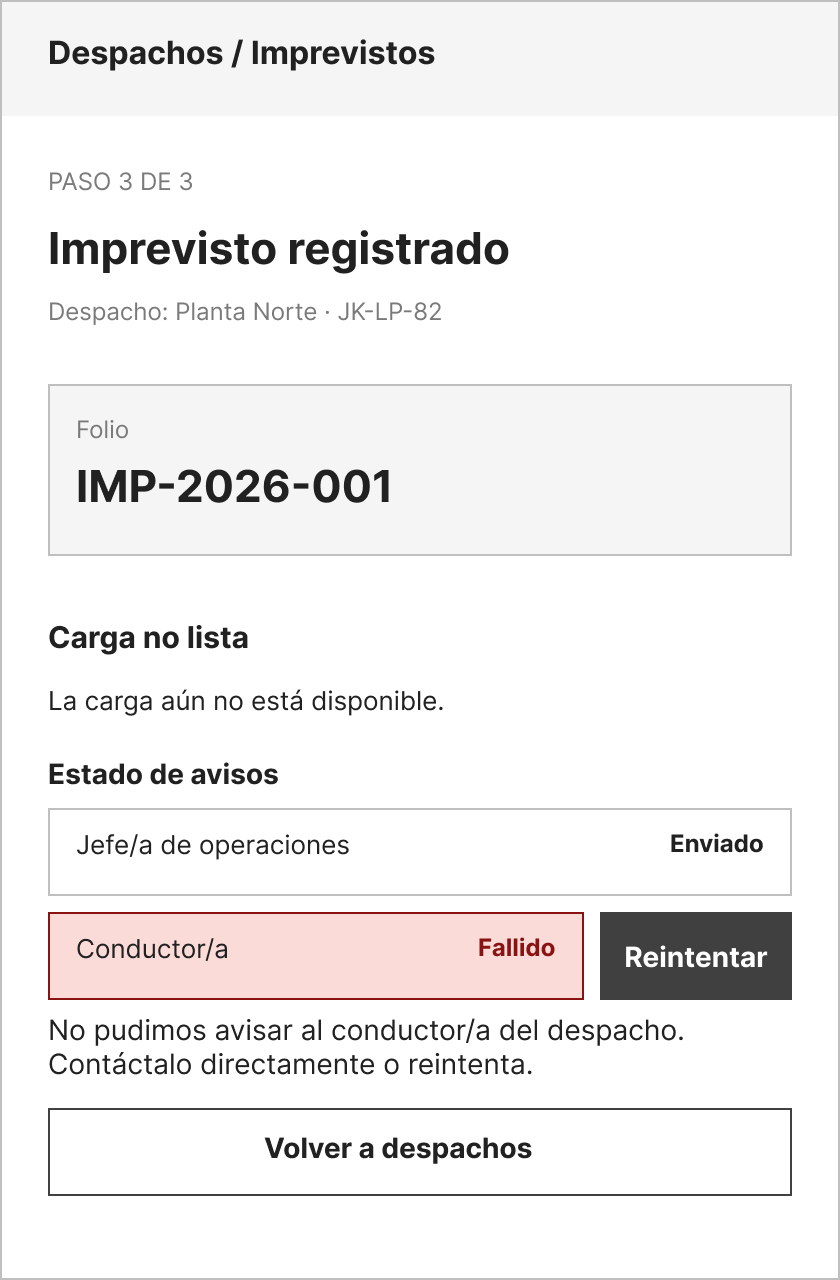 Despachos / Imprevistos
PASO 3 DE 3
Imprevisto registrado
Despacho: Planta Norte · JK-LP-82
Folio
IMP-2026-001
Carga no lista
La carga aún no está disponible.
Estado de avisos
Jefe/a de operaciones Enviado
Conductor/a Fallido Reintentar
No pudimos avisar al conductor/a del despacho.
Contáctalo directamente o reintenta.
Volver a despachos